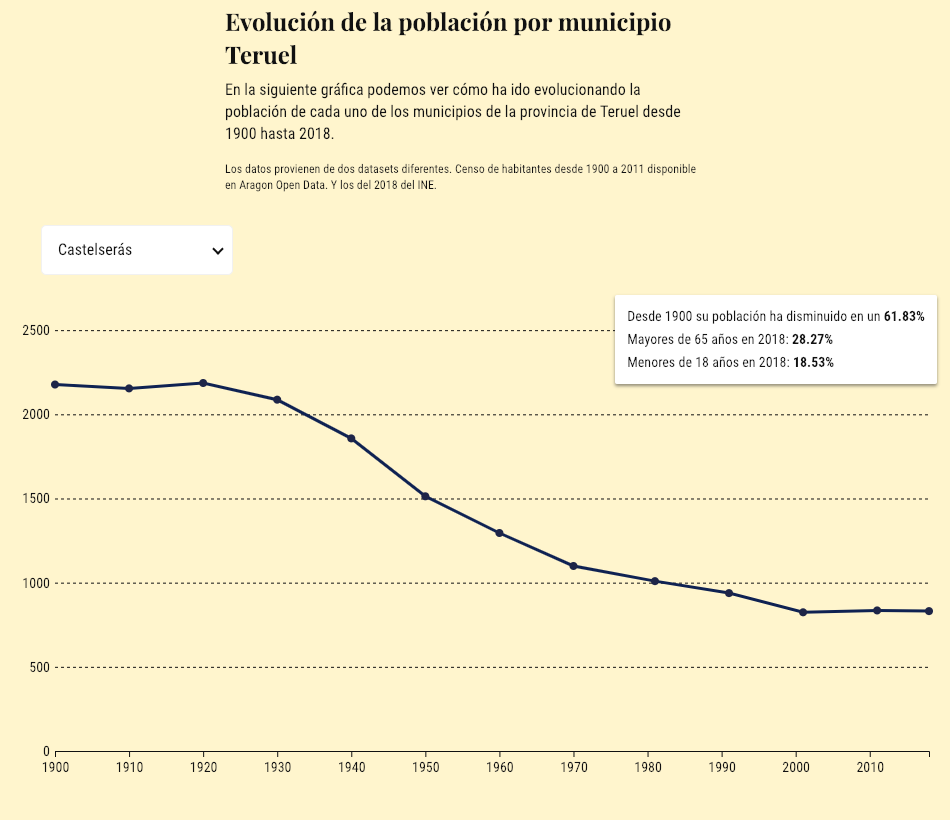 Evolución de la población por municipio
Teruel
En la siguiente gráfica podemos ver cómo ha ido evolucionando la
población de cada uno de los municipios de la provincia de Teruel desde
1900 hasta 2018.
Los datos provienen de dos datasets diferentes. Censo de habitantes desde 1900 a 2011 disponible
en Aragon Open Data. Y los del 2018 del INE.
Castelserás
Desde 1900 su población ha disminuido en un 61.83%
Mayores de 65 años en 2018: 28.27%
Menores de 18 años en 2018: 18.53%
2500
2000
1500
1000
500
0
1900 1910 1920 1930 1940 1950 1960 1970 1980 1990 2000 2010